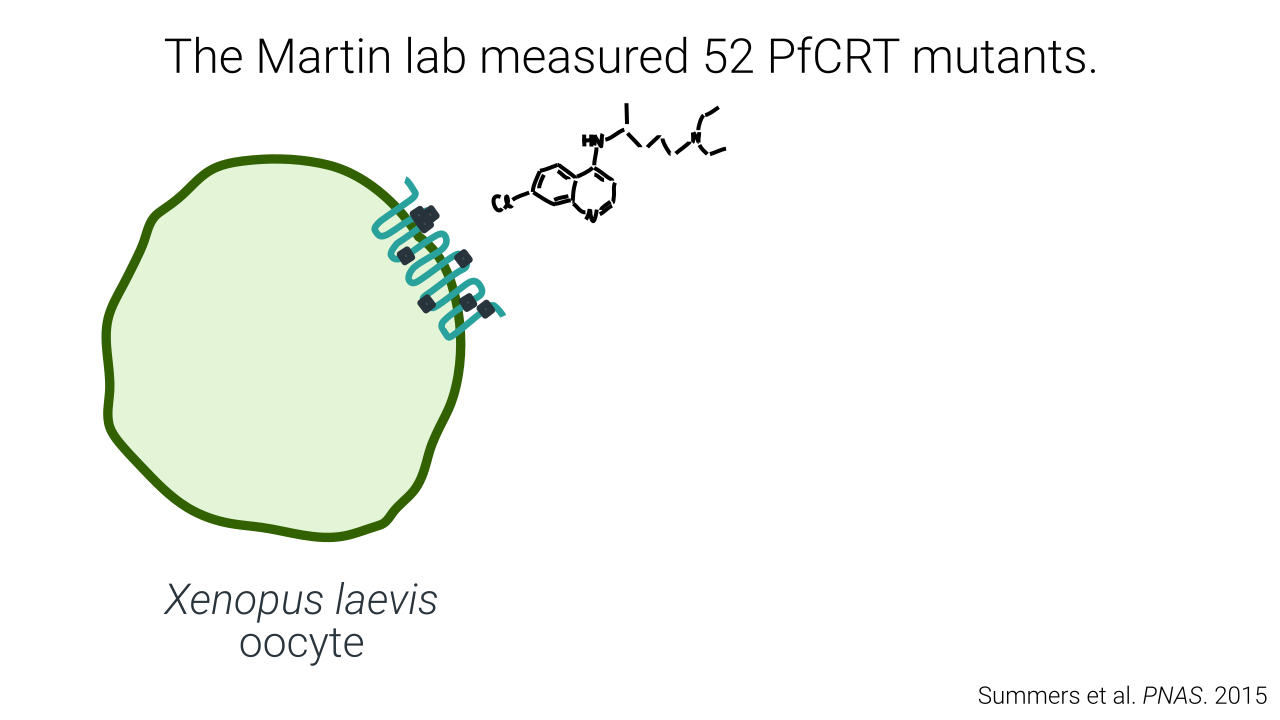 The Martin lab measured 52 PfCRT mutants.
HN
N
Cl
N
Xenopus laevis
oocyte
Summers et al. PNAS. 2015